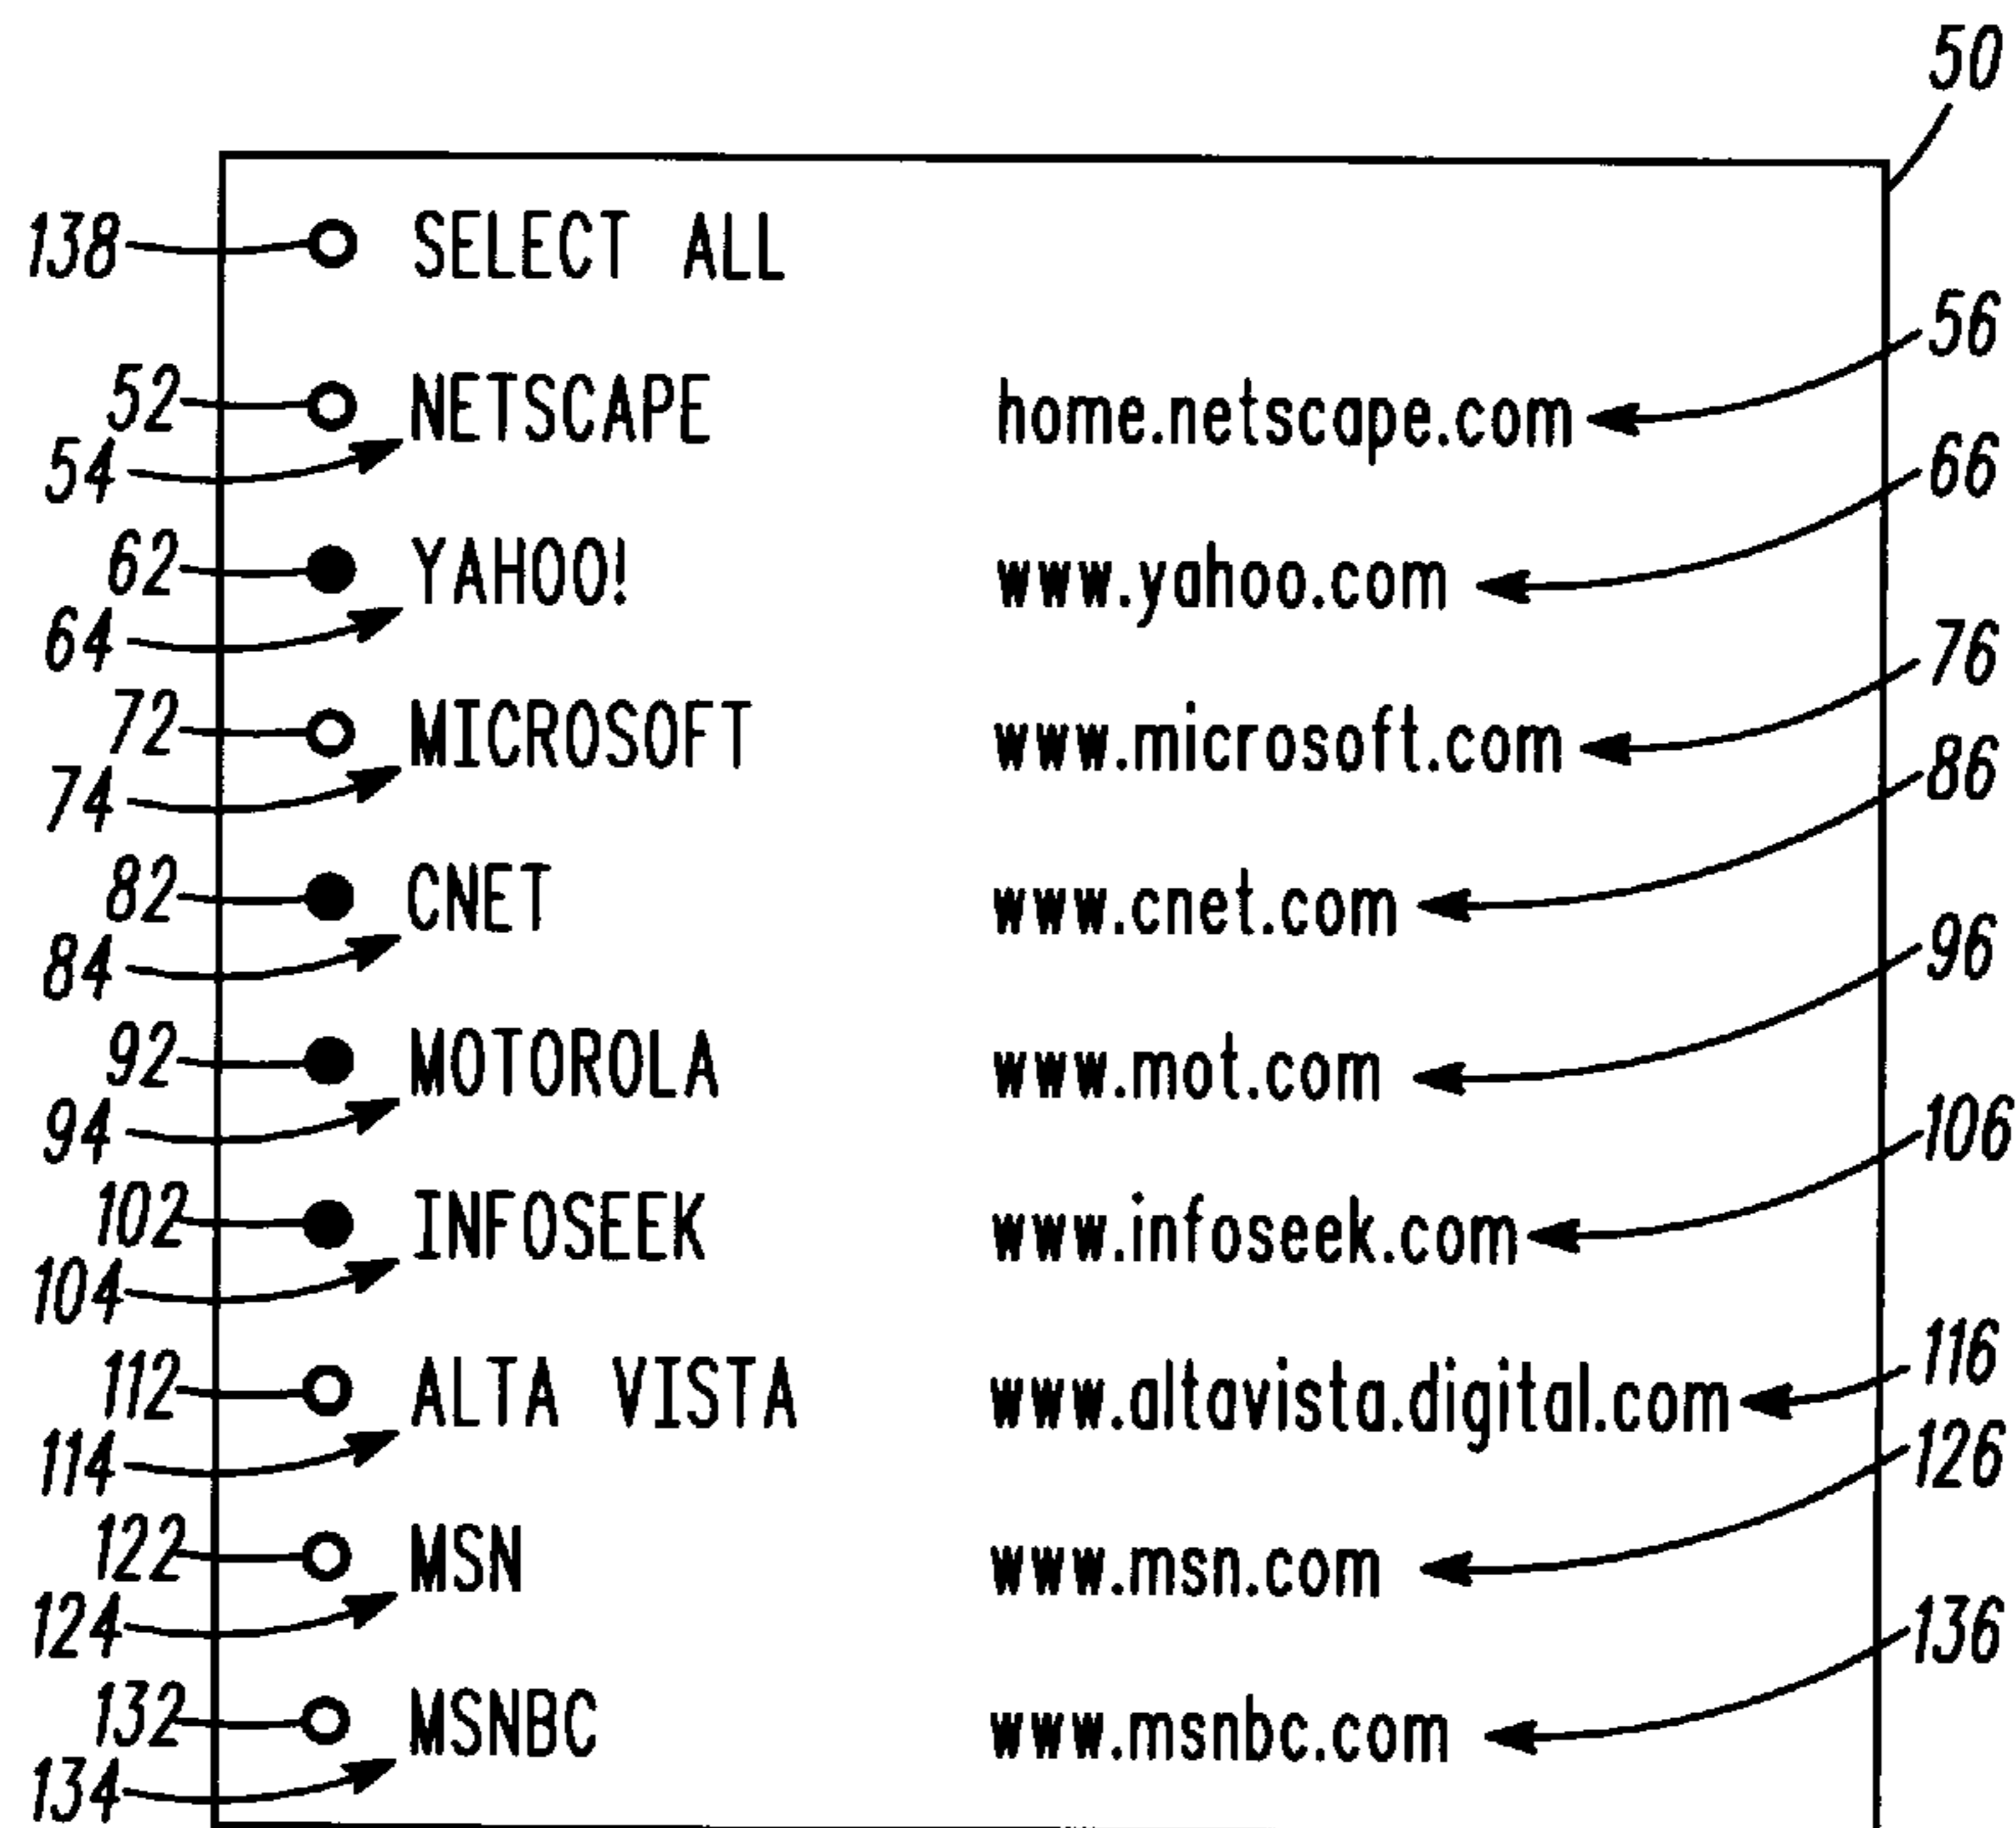 50
138 SELECT ALL
56
52 NETSCAPE home.netscape.com
54
66
62 YAHOO! www.yahoo.com
64
76
72 MICROSOFT www.microsoft.com
74
86
82 CNET www.cnet.com
84
96
92 MOTOROLA www.mot.com
94
106
102 INFOSEEK www.infoseek.com
104
116
112 ALTA VISTA www.altavista.digital.com
114
126
122 MSN www.msn.com
124
136
132 MSNBC www.msnbc.com
134